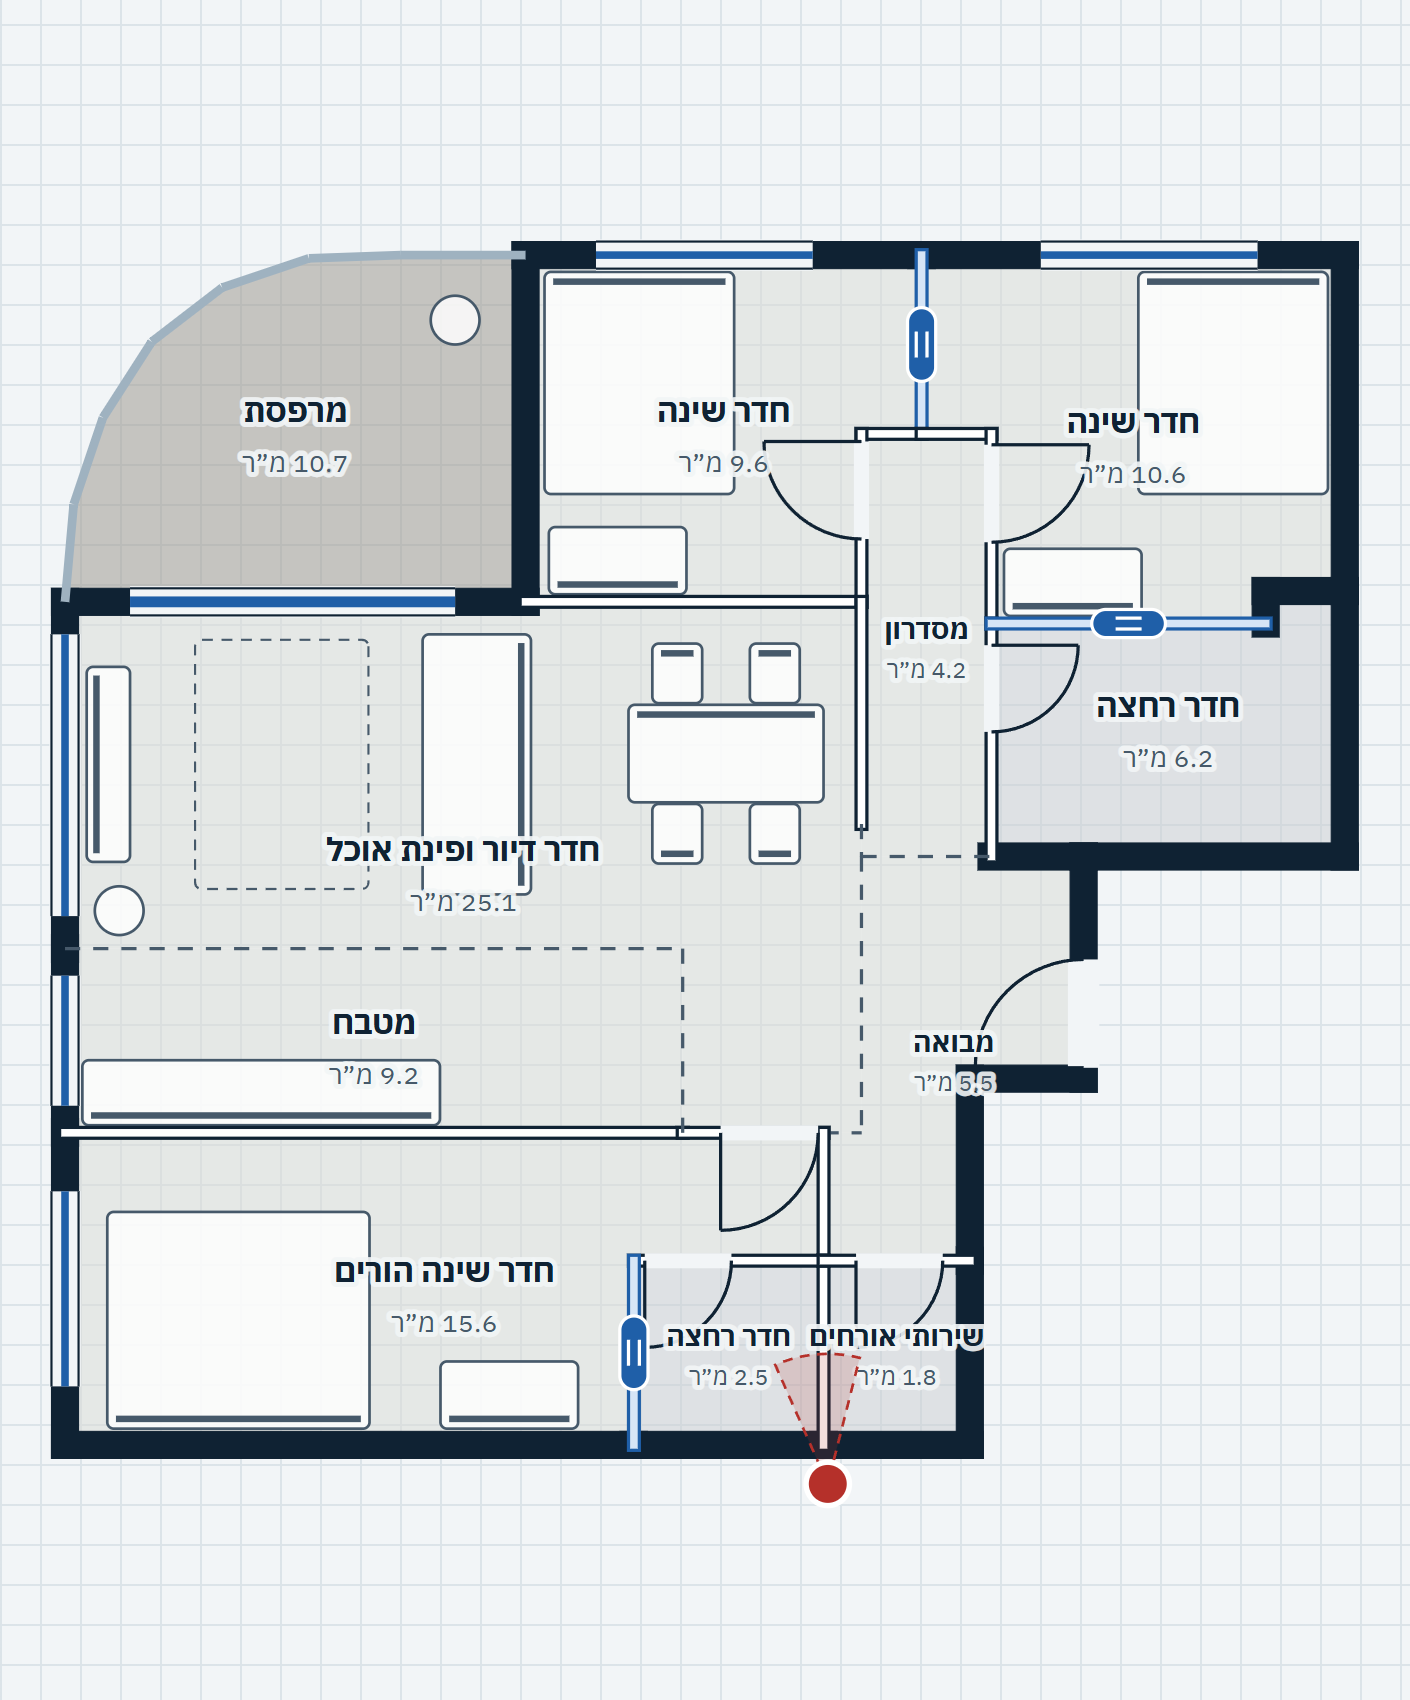 מרפסת
10.7 מ״ר
חדר שינה
9.6 מ״ר
חדר שינה
10.6 מ״ר
מסדרון
4.2 מ״ר
חדר רחצה
6.2 מ״ר
חדר דיור ופינת אוכל
25.1 מ״ר
מטבח
9.2 מ״ר
מבואה
5.5 מ״ר
חדר שינה הורים
15.6 מ״ר
חדר רחצה
2.5 מ״ר
שירותי אורחים
1.8 מ״ר